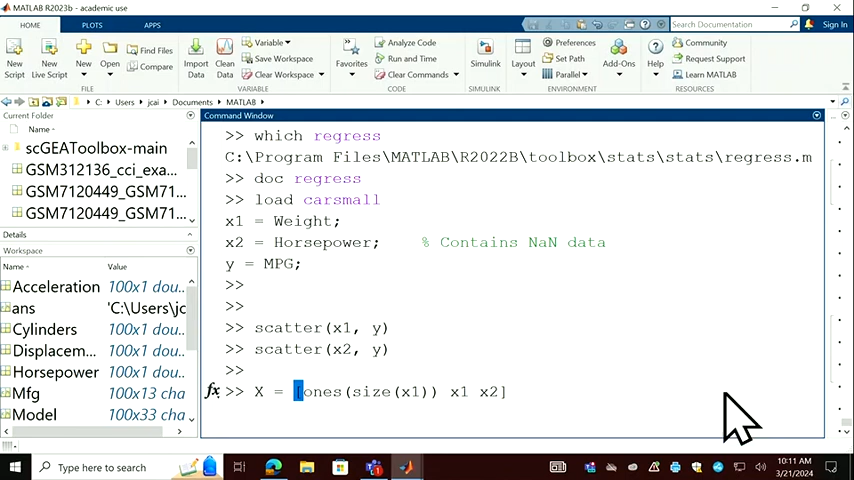 MATLAB R2023b - academic use
HOME PLOTS APPS Search Documentation Sign In
New Script New Live Script New Open Find Files Compare Import Data Clean Data Variable Save Workspace Clear Workspace Favorites Analyze Code Run and Time Clear Commands Simulink Layout Preferences Set Path Parallel Add-Ons Help Community Request Support Learn MATLAB
FILE VARIABLE CODE SIMULINK ENVIRONMENT RESOURCES
C: Users jcai Documents MATLAB
Current Folder
Name
scGEAToolbox-main
GSM312136_cci_exa...
GSM7120449_GSM71...
GSM7120449_GSM71...
Details
Workspace
Name Value
Acceleration 100x1 dou...
ans 'C:\Users\jc
Cylinders 100x1 dou...
Displacem... 100x1 dou...
Horsepower 100x1 dou...
Mfg 100x13 cha
Model 100x33 cha
Command Window
>> which regress
C:\Program Files\MATLAB\R2022B\toolbox\stats\stats\regress.m
>> doc regress
>> load carsmall
x1 = Weight;
x2 = Horsepower; % Contains NaN data
y = MPG;
>>
>>
>> scatter(x1, y)
>> scatter(x2, y)
>>
fx >> X = [ones(size(x1)) x1 x2]
Type here to search
10:11 AM
3/21/2024